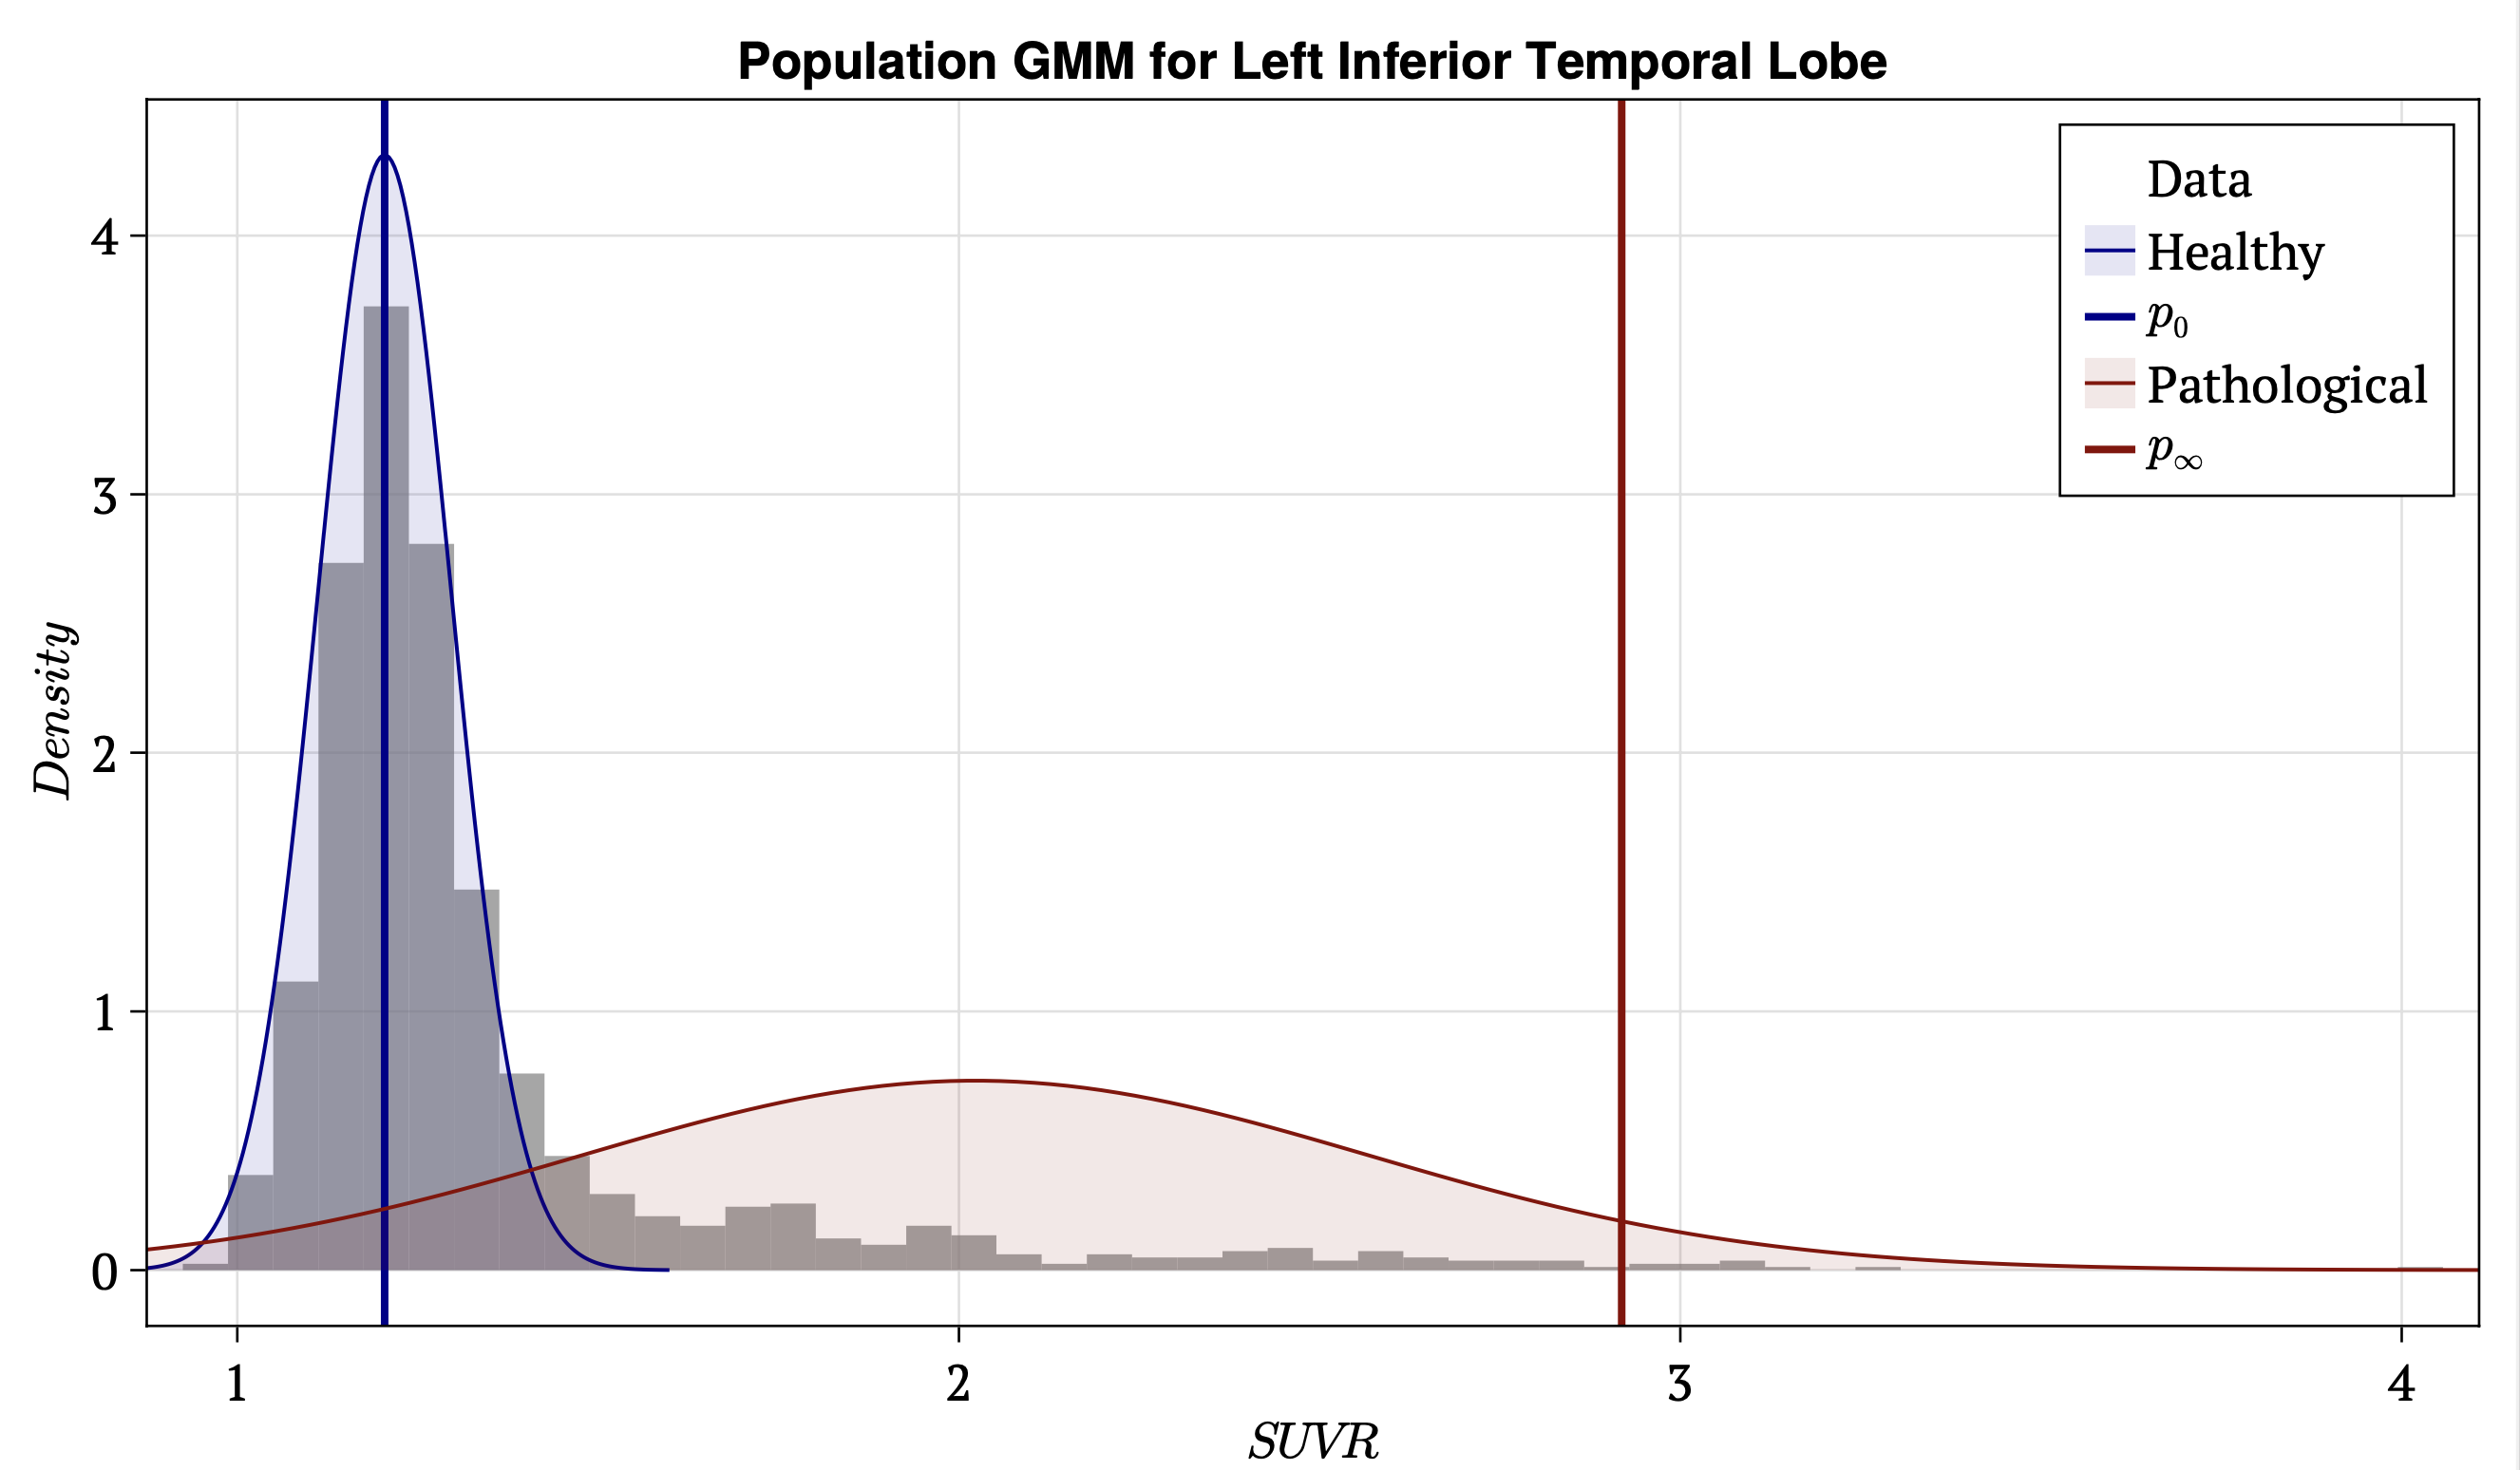 Population GMM for Left Inferior Temporal Lobe
Data
Healthy
p₀
Pathological
p∞
Density
4
3
2
1
0
1 2 3 4
SUVR